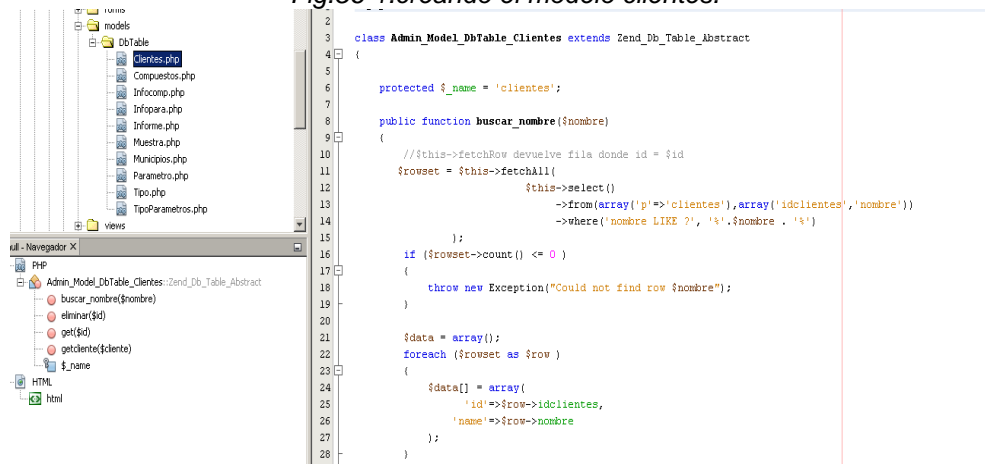 models
DbTable
Clientes.php
Compuestos.php
Infocomp.php
Infopara.php
Informe.php
Muestra.php
Municipios.php
Parametro.php
Tipo.php
TipoParametros.php
views
- Navegador X
PHP
Admin_Model_DbTable_Clientes::Zend_Db_Table_Abstract
buscar_nombre($nombre)
eliminar($id)
get($id)
getcliente($cliente)
$_name
HTML
html
2
3 class Admin_Model_DbTable_Clientes extends Zend_Db_Table_Abstract
4 {
5
6 protected $_name = 'clientes';
7
8 public function buscar_nombre($nombre)
9 {
10 //$this->fetchRow devuelve fila donde id = $id
11 $rowset = $this->fetchAll(
12 $this->select()
13 ->from(array('p'=>'clientes'),array('idclientes','nombre'))
14 ->where('nombre LIKE ?', '%'.$nombre . '%')
15 );
16 if ($rowset->count() <= 0 )
17 {
18 throw new Exception("Could not find row $nombre");
19 }
20
21 $data = array();
22 foreach ($rowset as $row )
23 {
24 $data[] = array(
25 'id'=>$row->idclientes,
26 'name'=>$row->nombre
27 );
28 }